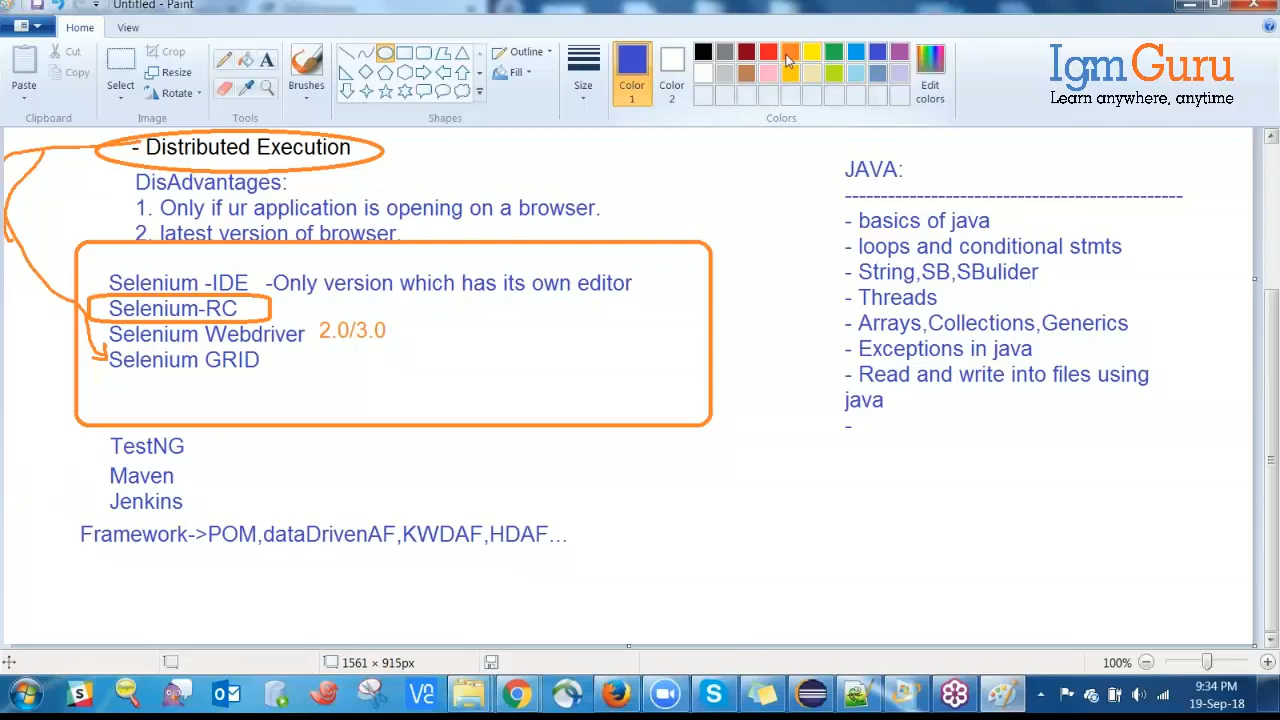 Untitled - Paint
Home
View
Paste
Cut
Copy
Clipboard
Select
Crop
Resize
Rotate
Image
Tools
Brushes
Shapes
Outline
Fill
Size
Color 1
Color 2
Edit colors
Colors
IgmGuru
Learn anywhere, anytime
- Distributed Execution
DisAdvantages:
1. Only if ur application is opening on a browser.
2. latest version of browser.
Selenium -IDE -Only version which has its own editor
Selenium-RC
Selenium Webdriver 2.0/3.0
Selenium GRID
TestNG
Maven
Jenkins
Framework->POM,dataDrivenAF,KWDAF,HDAF...
JAVA:
--------------------------------------------
- basics of java
- loops and conditional stmts
- String,SB,SBulider
- Threads
- Arrays,Collections,Generics
- Exceptions in java
- Read and write into files using
java
-
1561 × 915px
100%
9:34 PM
19-Sep-18